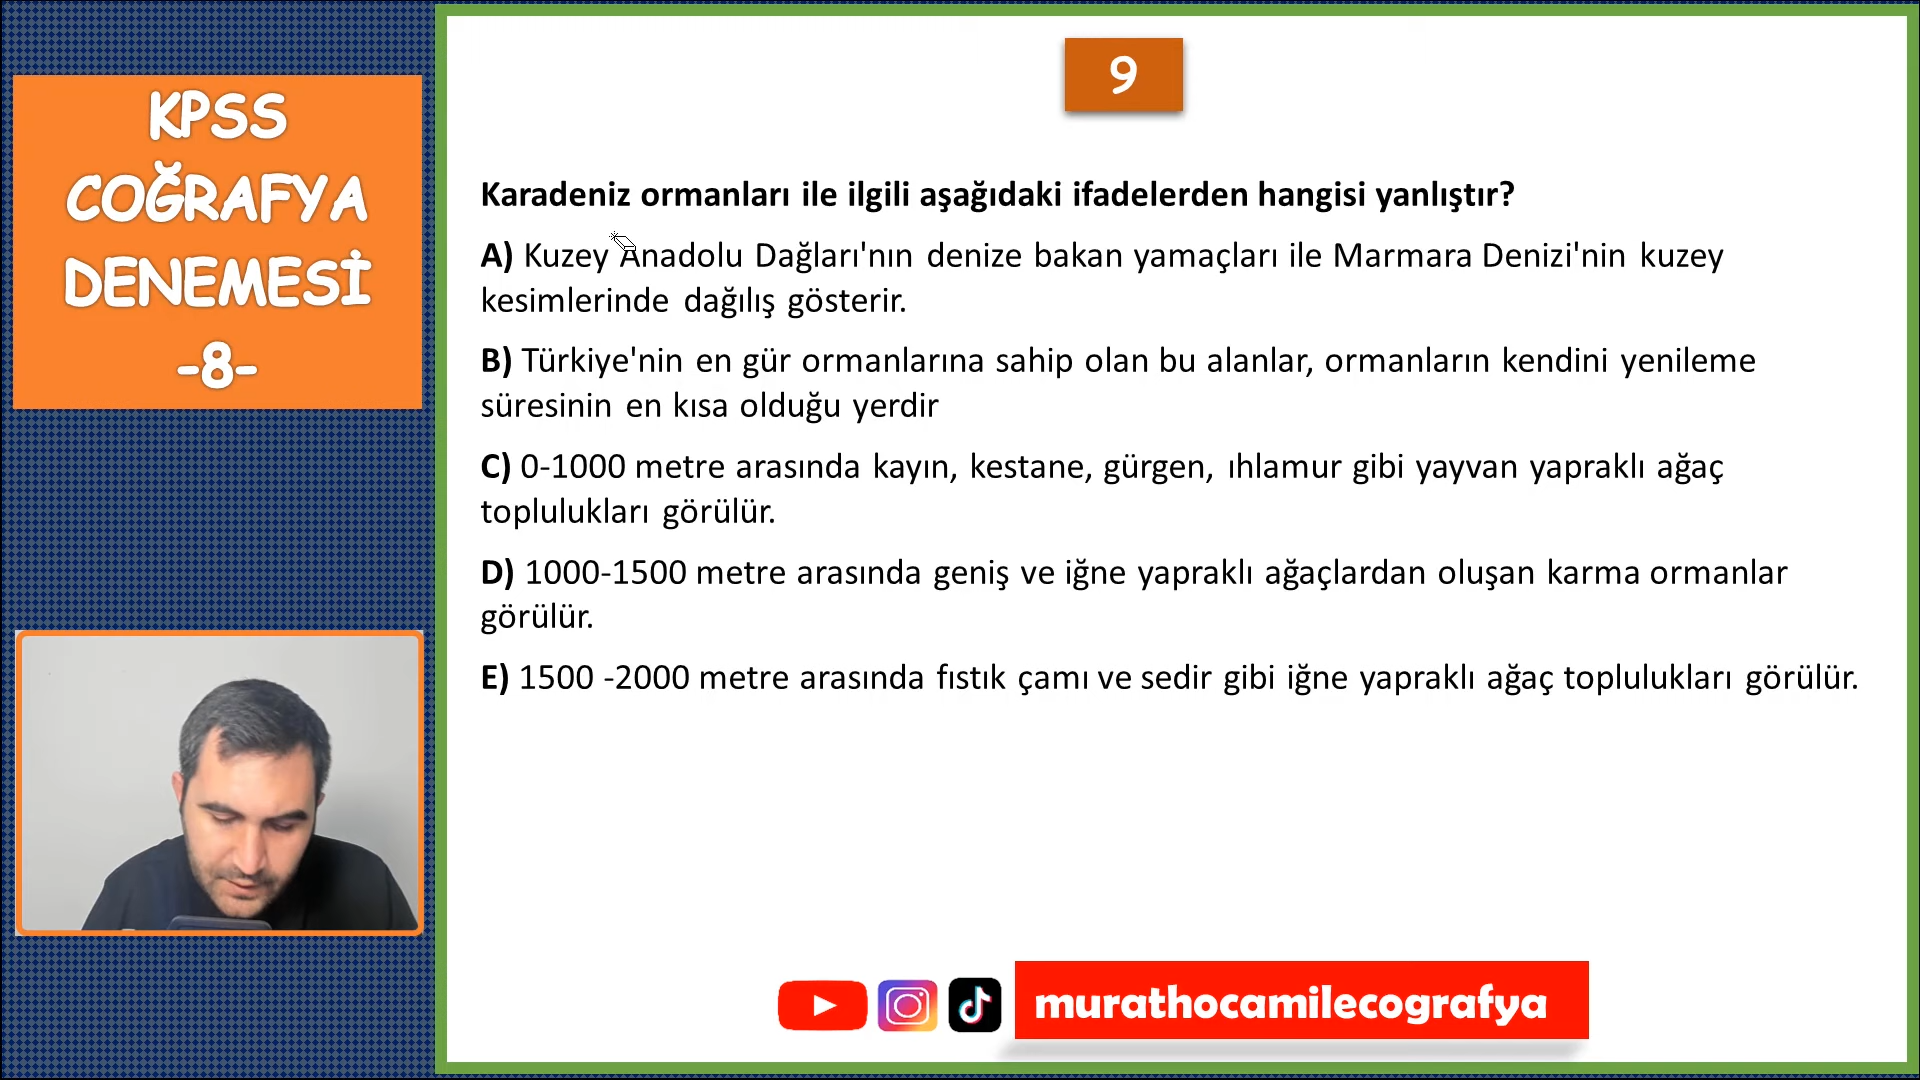 KPSS
COĞRAFYA
DENEMESİ
-8-
9
Karadeniz ormanları ile ilgili aşağıdaki ifadelerden hangisi yanlıştır?
A) Kuzey Anadolu Dağları'nın denize bakan yamaçları ile Marmara Denizi'nin kuzey
kesimlerinde dağılış gösterir.
B) Türkiye'nin en gür ormanlarına sahip olan bu alanlar, ormanların kendini yenileme
süresinin en kısa olduğu yerdir
C) 0-1000 metre arasında kayın, kestane, gürgen, ıhlamur gibi yayvan yapraklı ağaç
toplulukları görülür.
D) 1000-1500 metre arasında geniş ve iğne yapraklı ağaçlardan oluşan karma ormanlar
görülür.
E) 1500 -2000 metre arasında fıstık çamı ve sedir gibi iğne yapraklı ağaç toplulukları görülür.
murathocamilecografya